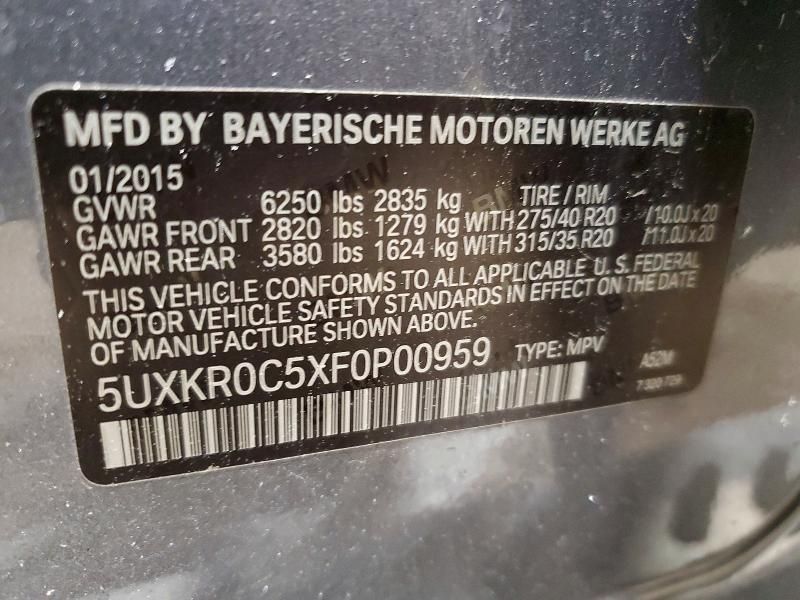 MFD BY BAYERISCHE MOTOREN WERKE AG
01/2015 TIRE / RIM
GVWR 6250 lbs 2835 kg
GAWR FRONT 2820 lbs 1279 kg WITH 275/40 R20 /10.0J x 20
GAWR REAR 3580 lbs 1624 kg WITH 315/35 R20 /11.0J x 20
THIS VEHICLE CONFORMS TO ALL APPLICABLE U.S. FEDERAL
MOTOR VEHICLE SAFETY STANDARDS IN EFFECT ON THE DATE
OF MANUFACTURE SHOWN ABOVE.
5UXKR0C5XF0P00959 TYPE: MPV A52M